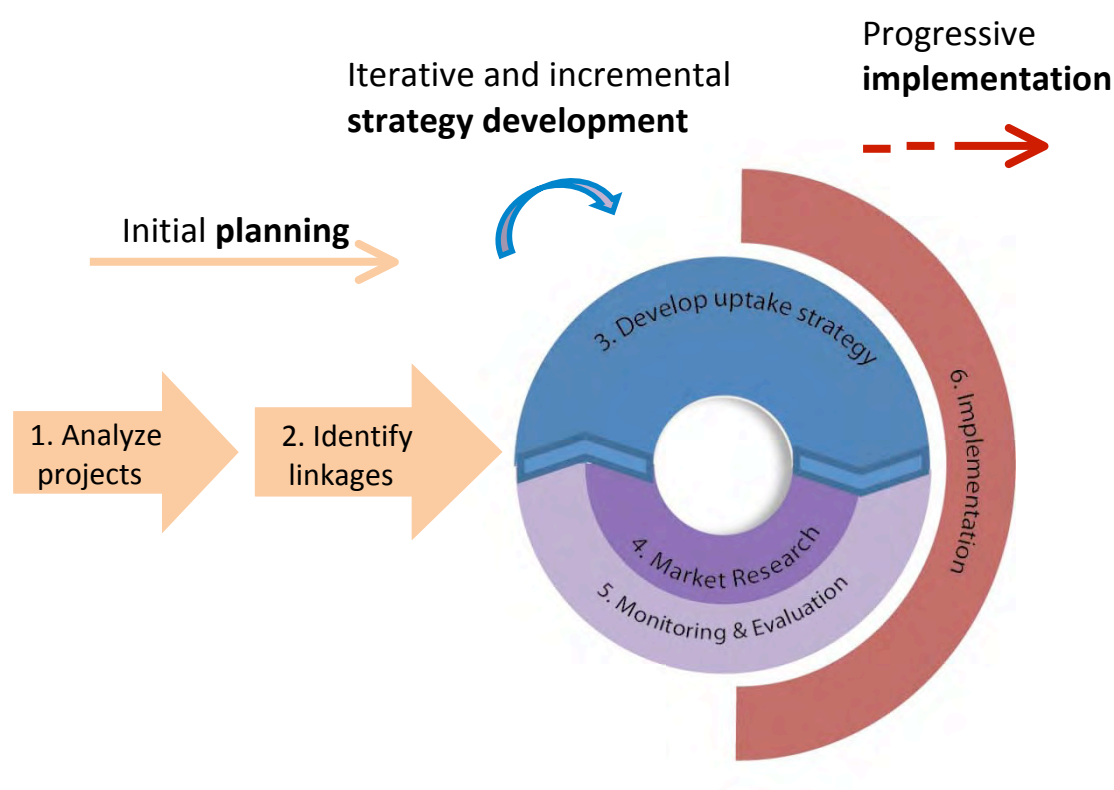 Progressive
implementation
Iterative and incremental
strategy development
Initial planning
1. Analyze
projects
2. Identify
linkages
3. Develop uptake strategy
4. Market Research
5. Monitoring & Evaluation
6. Implementation